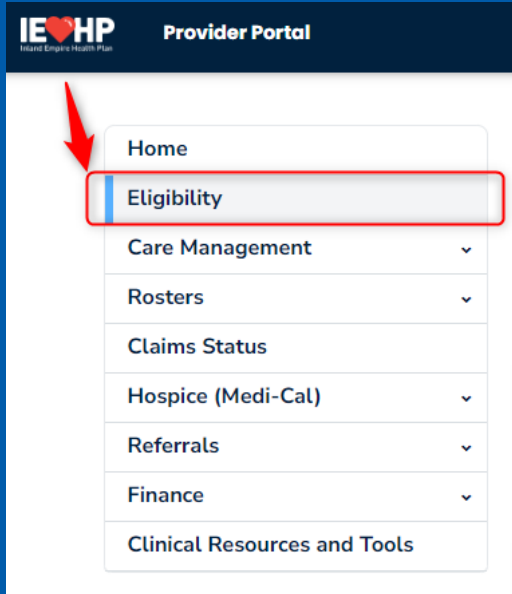 IEHP
Inland Empire Health Plan
Provider Portal
Home
Eligibility
Care Management
Rosters
Claims Status
Hospice (Medi-Cal)
Referrals
Finance
Clinical Resources and Tools